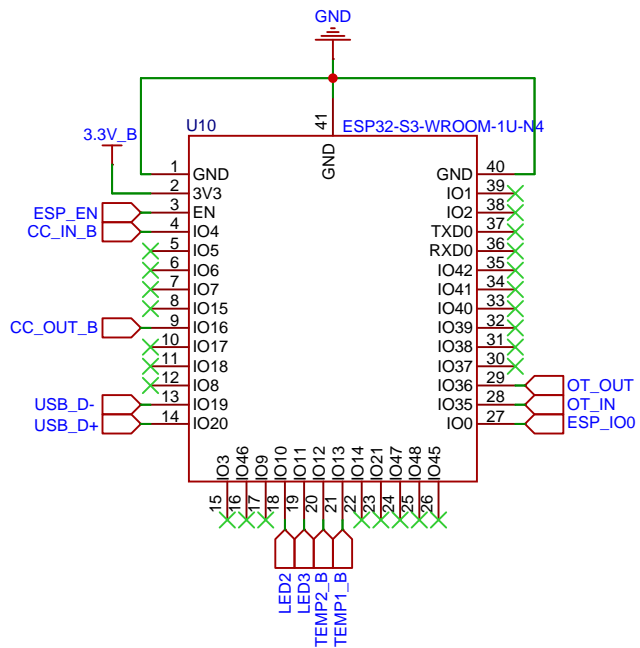 GND
U10
41
ESP32-S3-WROOM-1U-N4
3.3V_B
GND
1 GND GND 40
2 3V3 IO1 39
ESP_EN 3 EN IO2 38
CC_IN_B 4 IO4 TXD0 37
5 IO5 RXD0 36
6 IO6 IO42 35
7 IO7 IO41 34
8 IO15 IO40 33
CC_OUT_B 9 IO16 IO39 32
10 IO17 IO38 31
11 IO18 IO37 30
12 IO8 IO36 29 OT_OUT
USB_D- 13 IO19 IO35 28 OT_IN
USB_D+ 14 IO20 IO0 27 ESP_IO0
IO3 IO46 IO9 IO10 IO11 IO12 IO13 IO14 IO21 IO47 IO48 IO45
15 16 17 18 19 20 21 22 23 24 25 26
LED2 LED3 TEMP2_B TEMP1_B